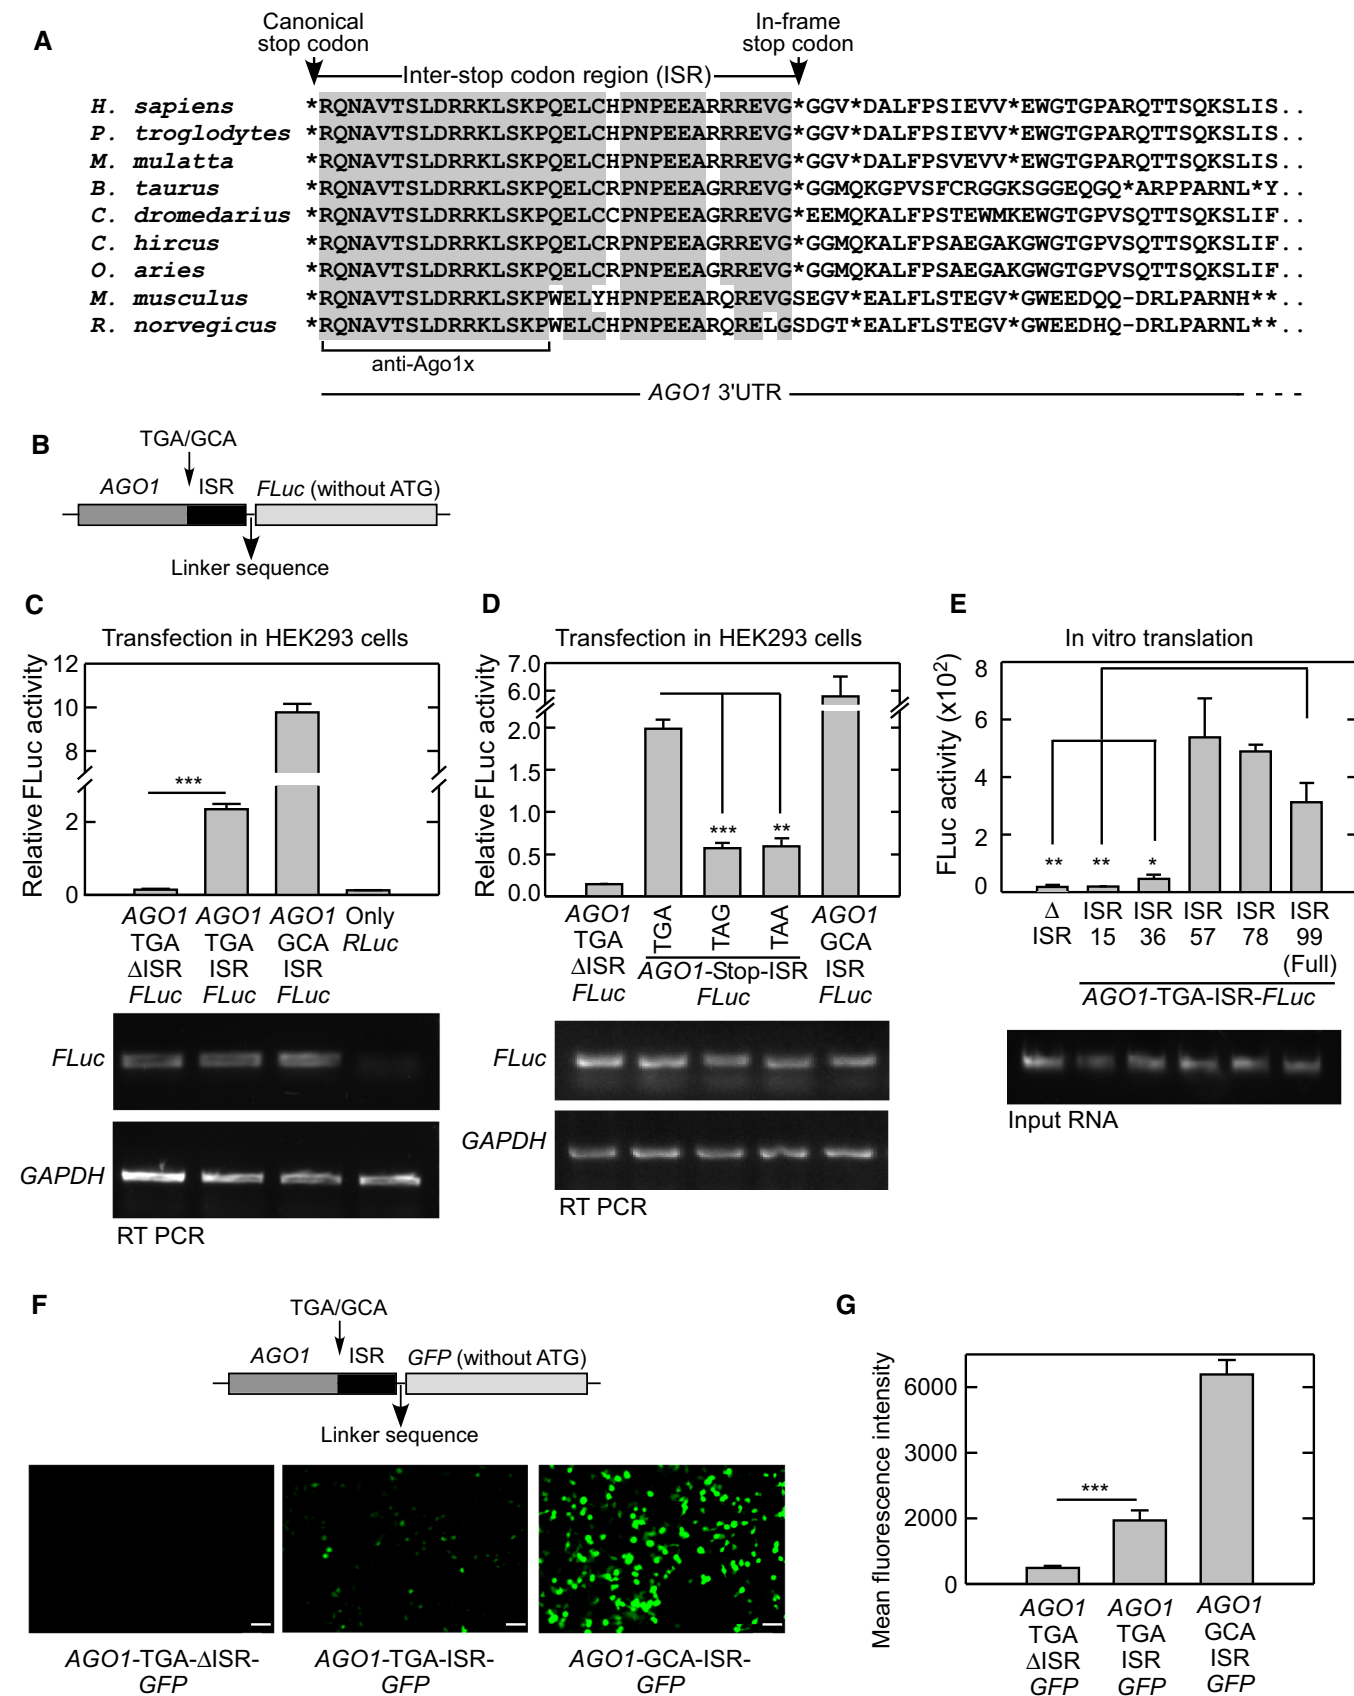 A
Canonical stop codon
In-frame stop codon
Inter-stop codon region (ISR)
H. sapiens *RQNAVTSLDRRKLSKPQELCHPNPEEARRREVG*GGV*DALFPSIEVV*EWGTGPARQTTSQKSLIS..
P. troglodytes *RQNAVTSLDRRKLSKPQELCHPNPEEARRREVG*GGV*DALFPSIEVV*EWGTGPARQTTSQKSLIS..
M. mulatta *RQNAVTSLDRRKLSKPQELCHPNPEEARRREVG*GGV*DALFPSVEVV*EWGTGPARQTTSQKSLIS..
B. taurus *RQNAVTSLDRRKLSKPQELCRPNPEEAGRREVG*GGMQKGPVSFCRGGKSGGEQGQ*ARPPARNL*Y..
C. dromedarius *RQNAVTSLDRRKLSKPQELCCPNPEEAGRREVG*EEMQKALFPSTEWMKEWGTGPVSQTTSQKSLIF..
C. hircus *RQNAVTSLDRRKLSKPQELCRPNPEEAGRREVG*GGMQKALFPSAEGAKGWGTGPVSQTTSQKSLIF..
O. aries *RQNAVTSLDRRKLSKPQELCRPNPEEAGRREVG*GGMQKALFPSAEGAKGWGTGPVSQTTSQKSLIF..
M. musculus *RQNAVTSLDRRKLSKPWELYHPNPEEARQREVGSEGV*EALFLSTEGV*GWEEDQQ-DRLPARNH**..
R. norvegicus *RQNAVTSLDRRKLSKPWELCHPNPEEARQRELGSDGT*EALFLSTEGV*GWEEDHQ-DRLPARNL**..
anti-Ago1x
AGO1 3'UTR
B
TGA/GCA
AGO1 ISR FLuc (without ATG)
Linker sequence
C
Transfection in HEK293 cells
Relative FLuc activity
12
10
8
2
0
***
AGO1 TGA ΔISR FLuc
AGO1 TGA ISR FLuc
AGO1 GCA ISR FLuc
Only RLuc
FLuc
GAPDH
RT PCR
D
Transfection in HEK293 cells
Relative FLuc activity
7.0
6.0
2.0
1.5
1.0
0.5
0.0
***
**
AGO1 TGA ΔISR FLuc
TGA
TAG
TAA
AGO1-Stop-ISR FLuc
AGO1 GCA ISR FLuc
FLuc
GAPDH
RT PCR
E
In vitro translation
FLuc activity (x10²)
8
6
4
2
0
**
**
*
Δ ISR
ISR 15
ISR 36
ISR 57
ISR 78
ISR 99 (Full)
AGO1-TGA-ISR-FLuc
Input RNA
F
TGA/GCA
AGO1 ISR GFP (without ATG)
Linker sequence
AGO1-TGA-ΔISR-GFP
AGO1-TGA-ISR-GFP
AGO1-GCA-ISR-GFP
G
Mean fluorescence intensity
6000
3000
2000
0
***
AGO1 TGA ΔISR GFP
AGO1 TGA ISR GFP
AGO1 GCA ISR GFP